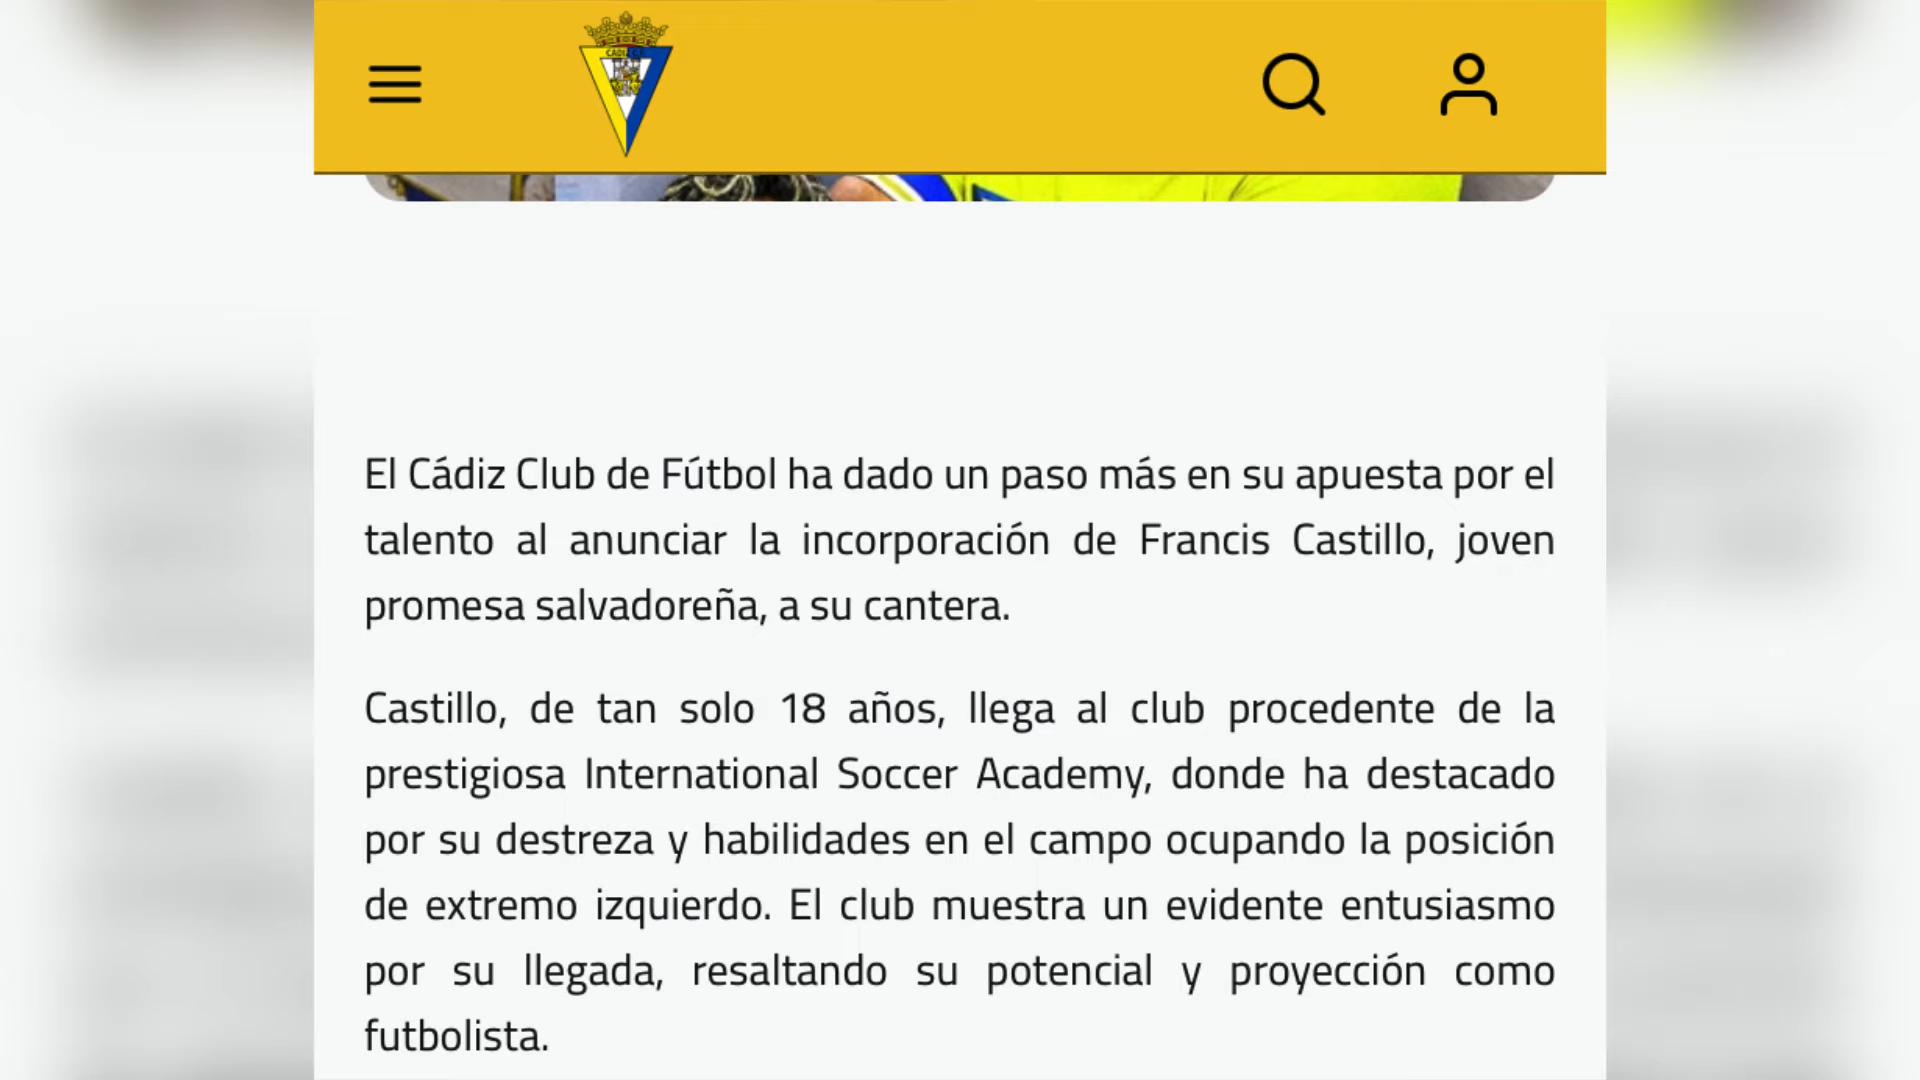 El Cádiz Club de Fútbol ha dado un paso más en su apuesta por el
talento al anunciar la incorporación de Francis Castillo, joven
promesa salvadoreña, a su cantera.
Castillo, de tan solo 18 años, llega al club procedente de la
prestigiosa International Soccer Academy, donde ha destacado
por su destreza y habilidades en el campo ocupando la posición
de extremo izquierdo. El club muestra un evidente entusiasmo
por su llegada, resaltando su potencial y proyección como
futbolista.